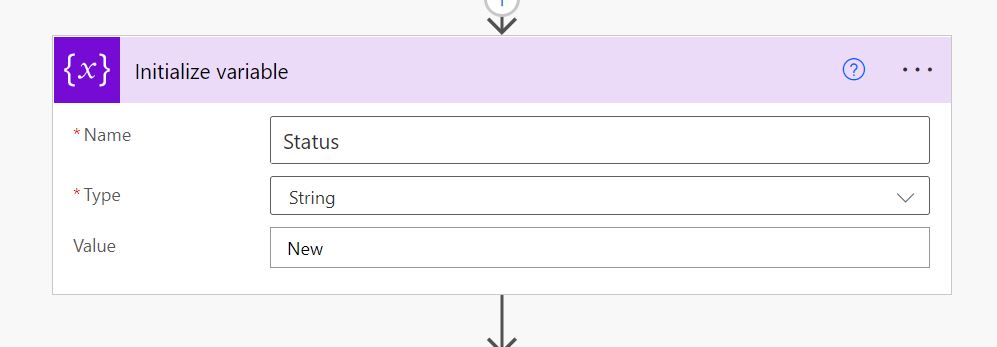 {x} Initialize variable ? ...
* Name Status
* Type String
Value New